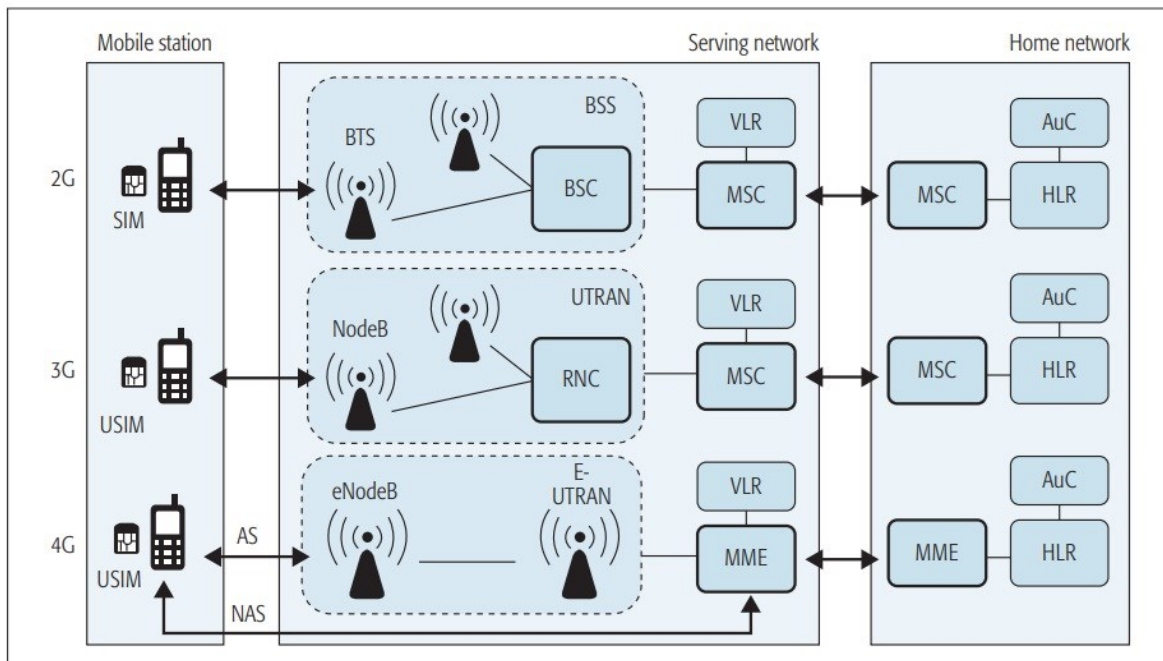 Mobile station
Serving network
Home network
2G
SIM
BTS
BSS
BSC
VLR
MSC
MSC
AuC
HLR
3G
USIM
NodeB
UTRAN
RNC
VLR
MSC
MSC
AuC
HLR
4G
USIM
AS
NAS
eNodeB
E-
UTRAN
VLR
MME
MME
AuC
HLR